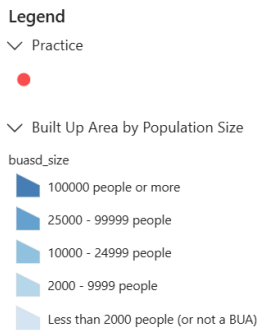 Legend
Practice
Built Up Area by Population Size
buasd_size
100000 people or more
25000 - 99999 people
10000 - 24999 people
2000 - 9999 people
Less than 2000 people (or not a BUA)